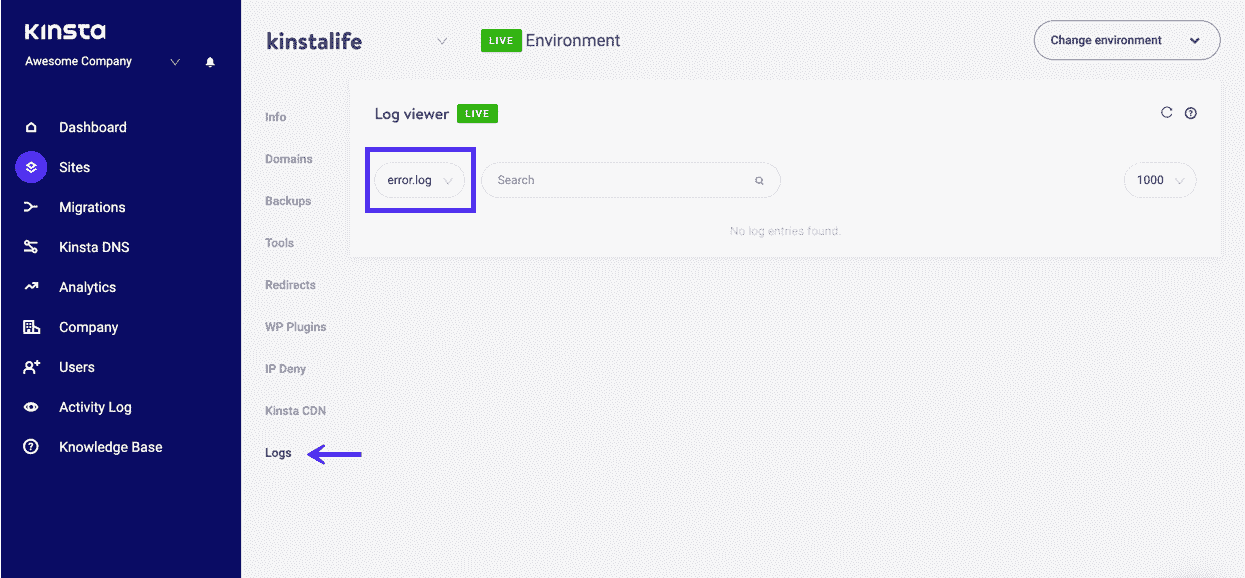 Kinsta
Awesome Company
Dashboard
Sites
Migrations
Kinsta DNS
Analytics
Company
Users
Activity Log
Knowledge Base
kinstalife
LIVE Environment
Change environment
Info
Domains
Backups
Tools
Redirects
WP Plugins
IP Deny
Kinsta CDN
Logs
Log viewer LIVE
error.log
Search
1000
No log entries found.